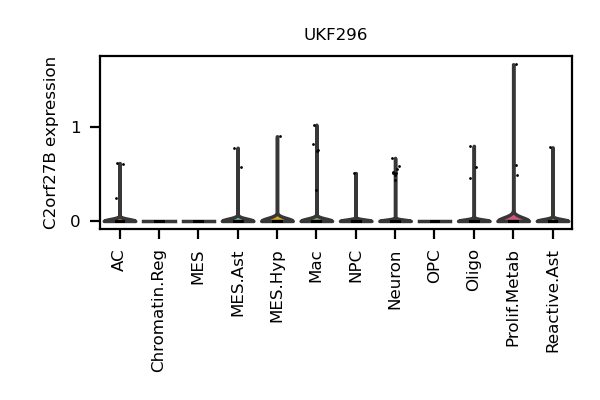 UKF296
C2orf27B expression
1
0
AC
Chromatin.Reg
MES
MES.Ast
MES.Hyp
Mac
NPC
Neuron
OPC
Oligo
Prolif.Metab
Reactive.Ast